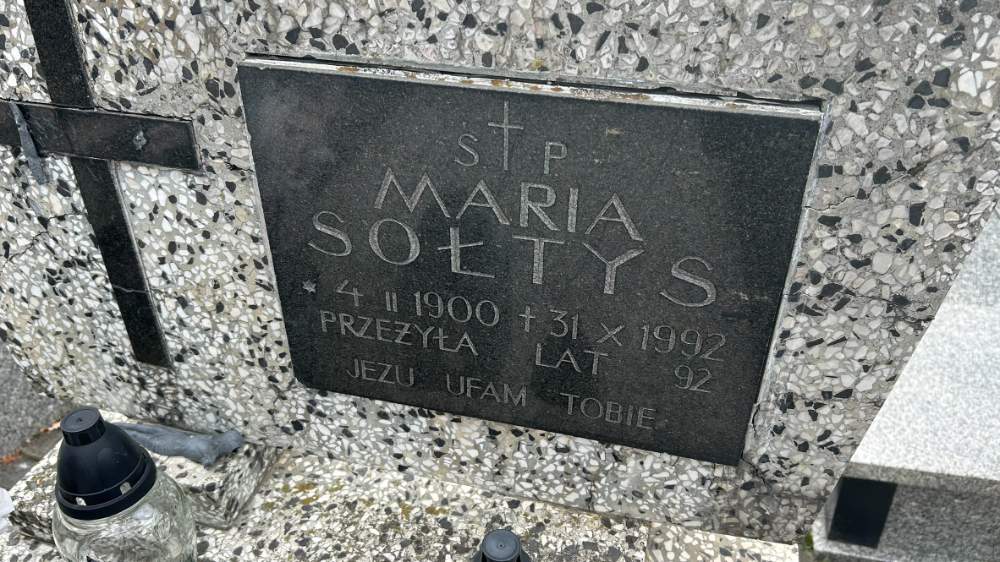 S † P
MARIA
SOŁTYS
* 4 II 1900 † 31 X 1992
PRZEŻYŁA LAT 92
JEZU UFAM TOBIE